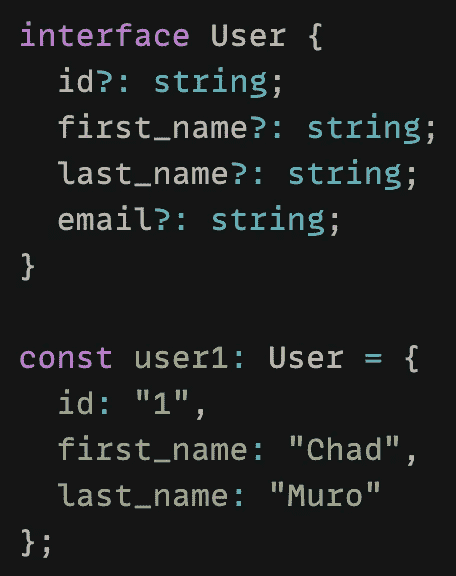 interface User {
  id?: string;
  first_name?: string;
  last_name?: string;
  email?: string;
}

const user1: User = {
  id: "1",
  first_name: "Chad",
  last_name: "Muro"
};